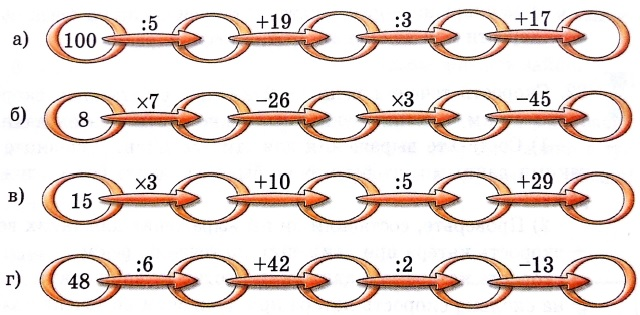 а) 100 :5 +19 :3 +17
б) 8 ×7 −26 ×3 −45
в) 15 ×3 +10 :5 +29
г) 48 :6 +42 :2 −13